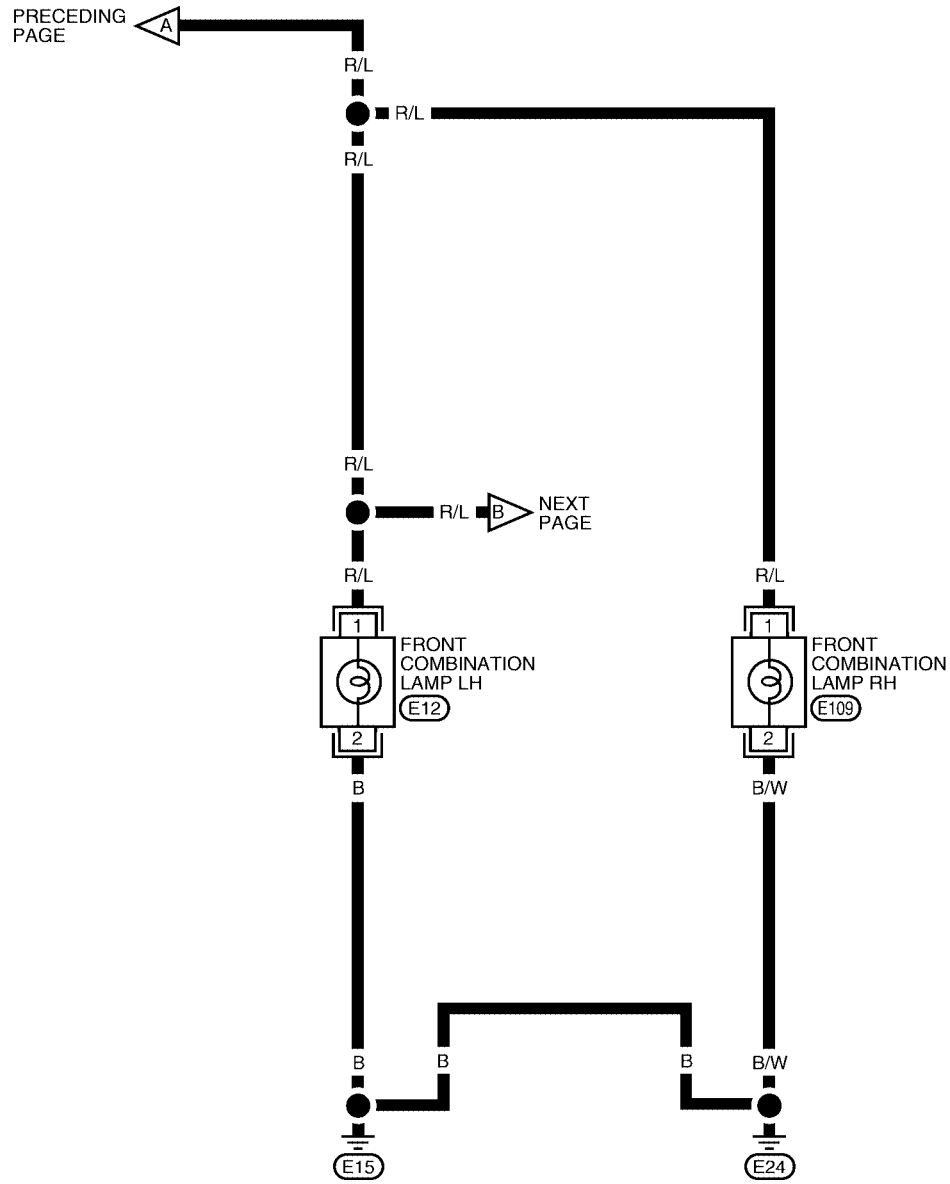 PRECEDING
PAGE
A
R/L
R/L
R/L
R/L
R/L
B
NEXT
PAGE
R/L
R/L
1
FRONT
COMBINATION
LAMP LH
E12
2
1
FRONT
COMBINATION
LAMP RH
E109
2
B
B/W
B
B
B
B/W
E15
E24